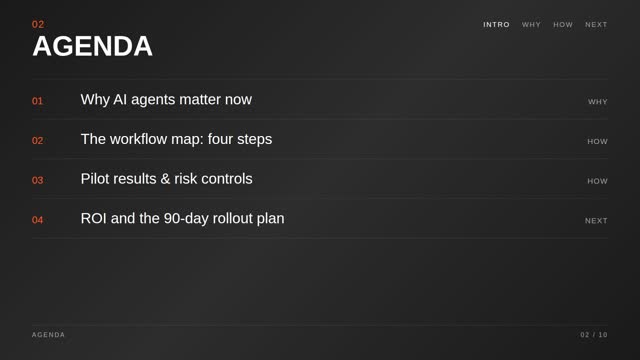 02
AGENDA
INTRO WHY HOW NEXT
01 Why AI agents matter now WHY
02 The workflow map: four steps HOW
03 Pilot results & risk controls HOW
04 ROI and the 90-day rollout plan NEXT
AGENDA 02 / 10